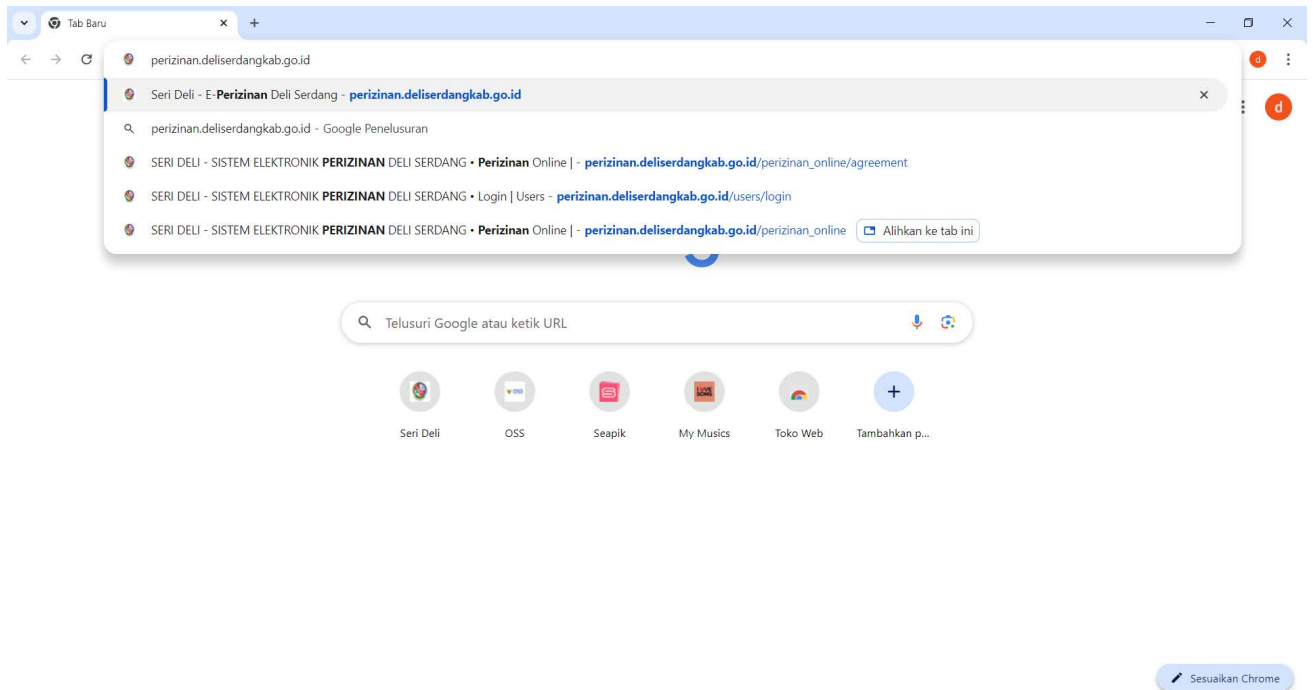 Tab Baru
perizinan.deliserdangkab.go.id
d
Seri Deli - E-Perizinan Deli Serdang - perizinan.deliserdangkab.go.id
d
perizinan.deliserdangkab.go.id - Google Penelusuran
SERI DELI - SISTEM ELEKTRONIK PERIZINAN DELI SERDANG • Perizinan Online | - perizinan.deliserdangkab.go.id/perizinan_online/agreement
SERI DELI - SISTEM ELEKTRONIK PERIZINAN DELI SERDANG • Login | Users - perizinan.deliserdangkab.go.id/users/login
SERI DELI - SISTEM ELEKTRONIK PERIZINAN DELI SERDANG • Perizinan Online | - perizinan.deliserdangkab.go.id/perizinan_online Alihkan ke tab ini
Telusuri Google atau ketik URL
OSS
LOVE
SONG
Seri Deli OSS Seapik My Musics Toko Web Tambahkan p...
Sesuaikan Chrome